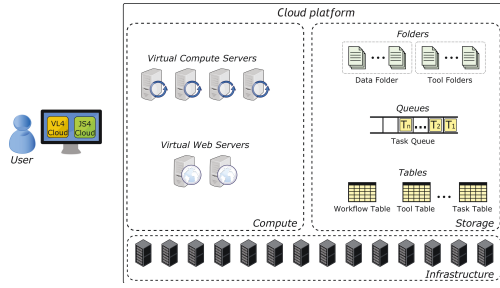 Cloud platform
Virtual Compute Servers
Virtual Web Servers
Compute
Folders
Data Folder
Tool Folders
Queues
Tn ... T2 T1
Task Queue
Tables
Workflow Table
Tool Table
Task Table
Storage
VL4 Cloud
JS4 Cloud
User
Infrastructure